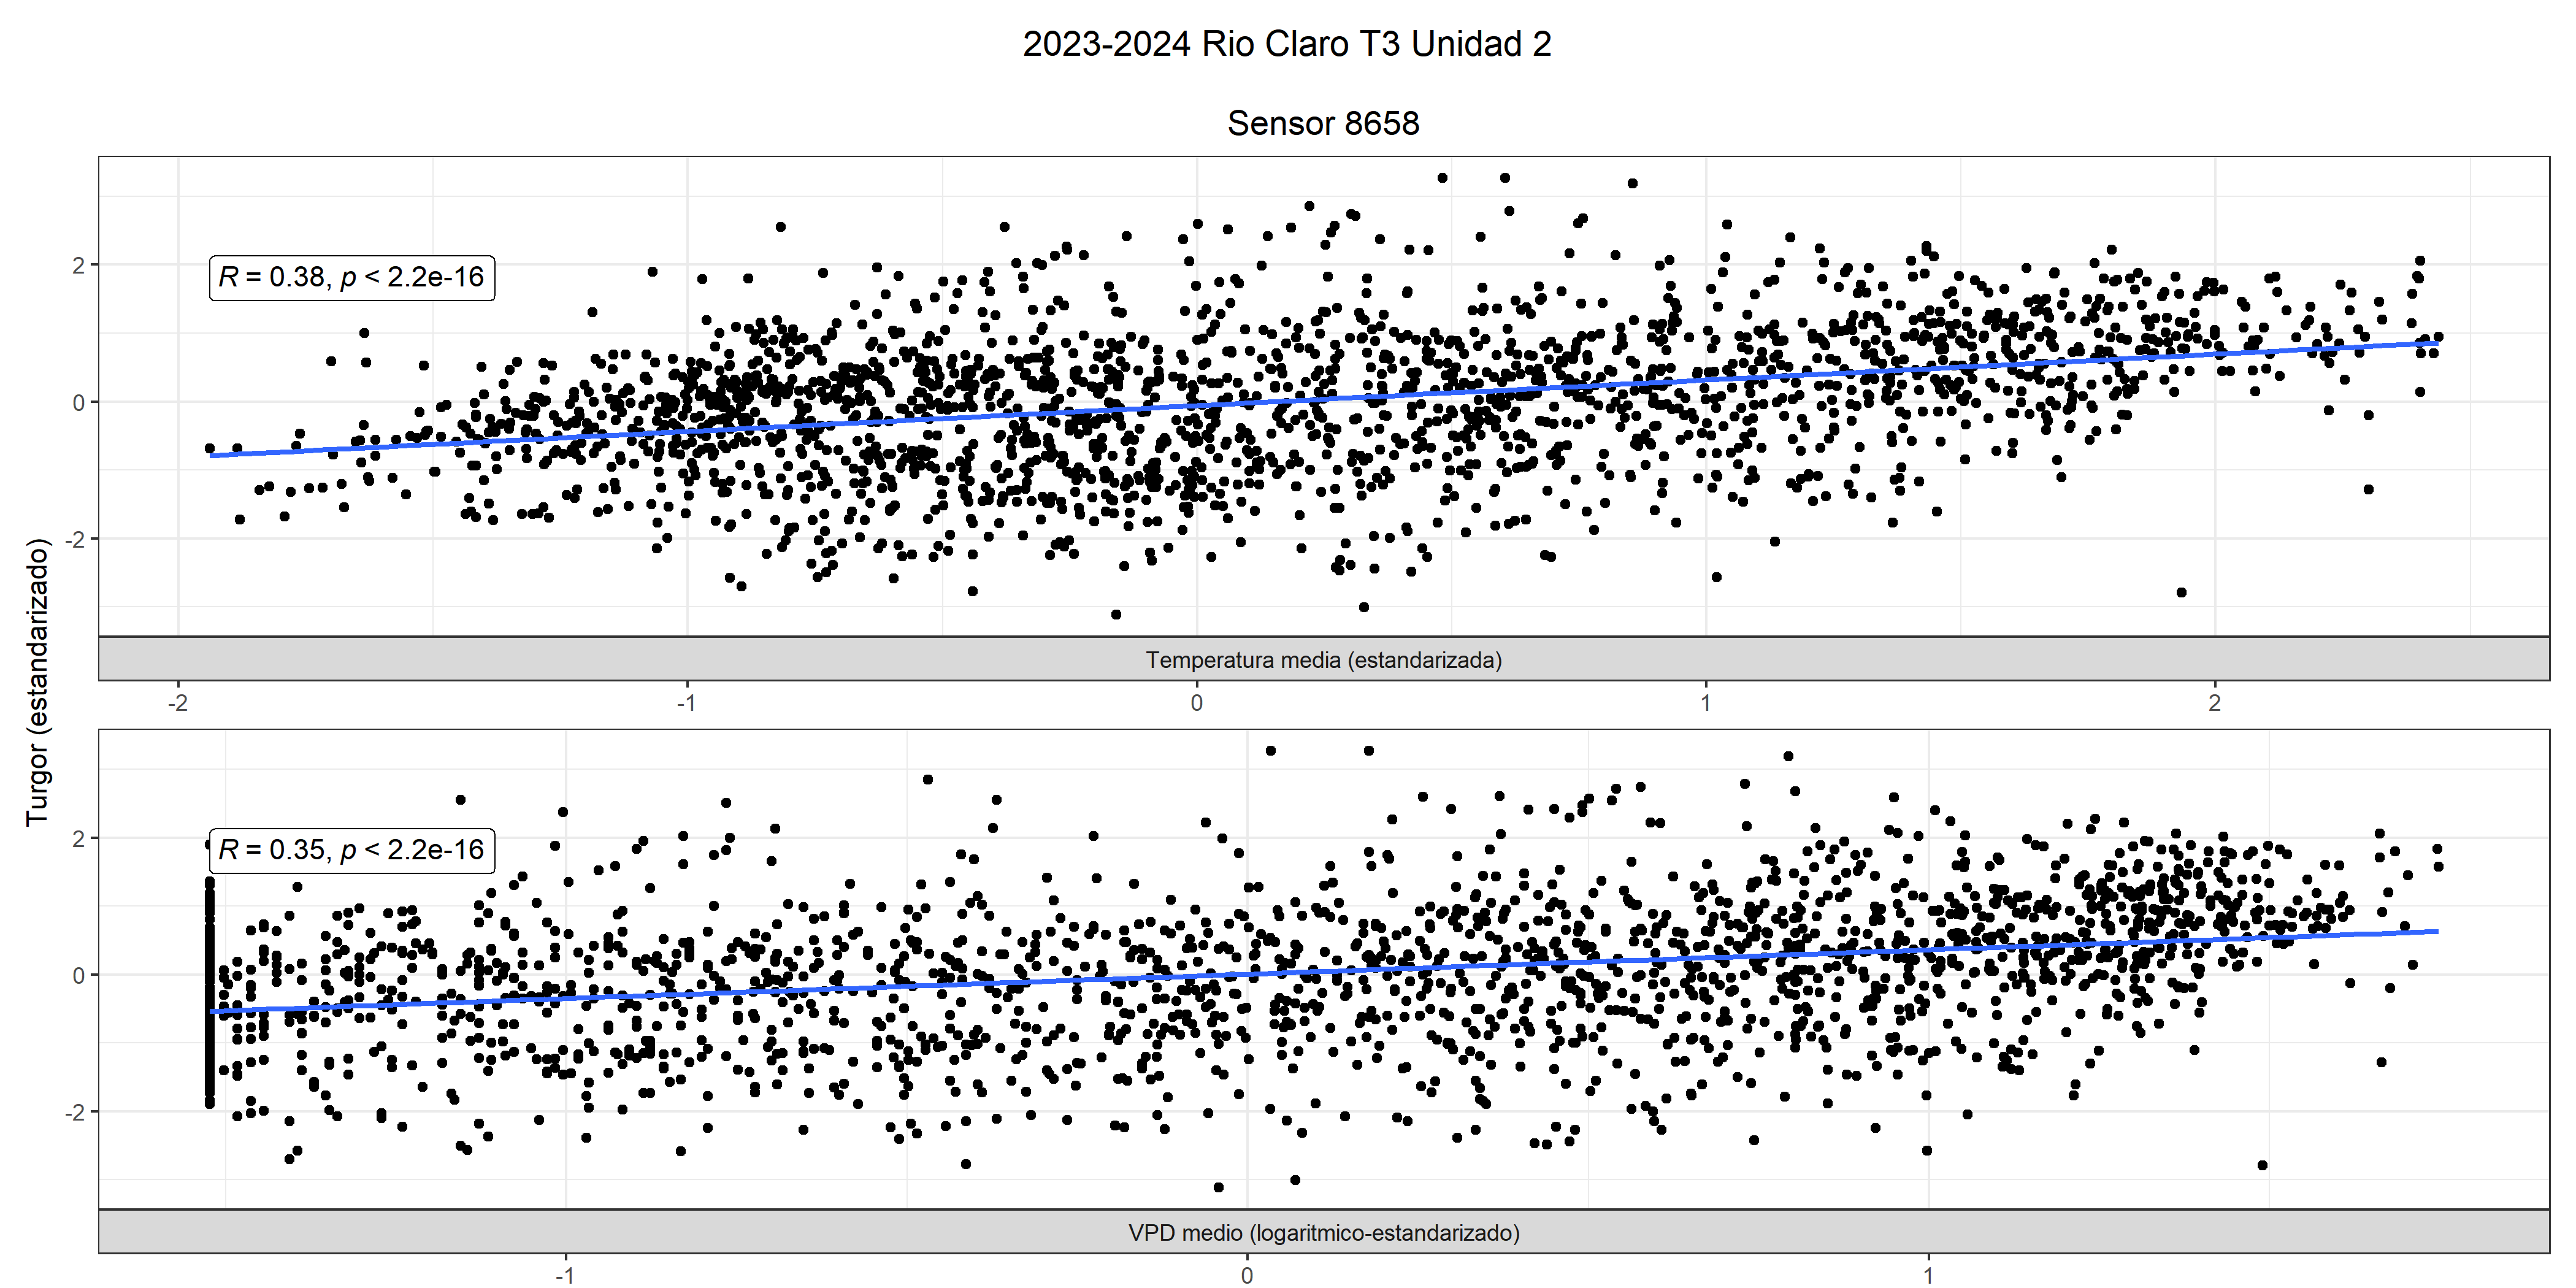 2023-2024 Rio Claro T3 Unidad 2
Sensor 8658
Turgor (estandarizado)
2
0
-2
R = 0.38, p < 2.2e-16
Temperatura media (estandarizada)
-2 -1 0 1 2
2
0
-2
R = 0.35, p < 2.2e-16
VPD medio (logaritmico-estandarizado)
-1 0 1